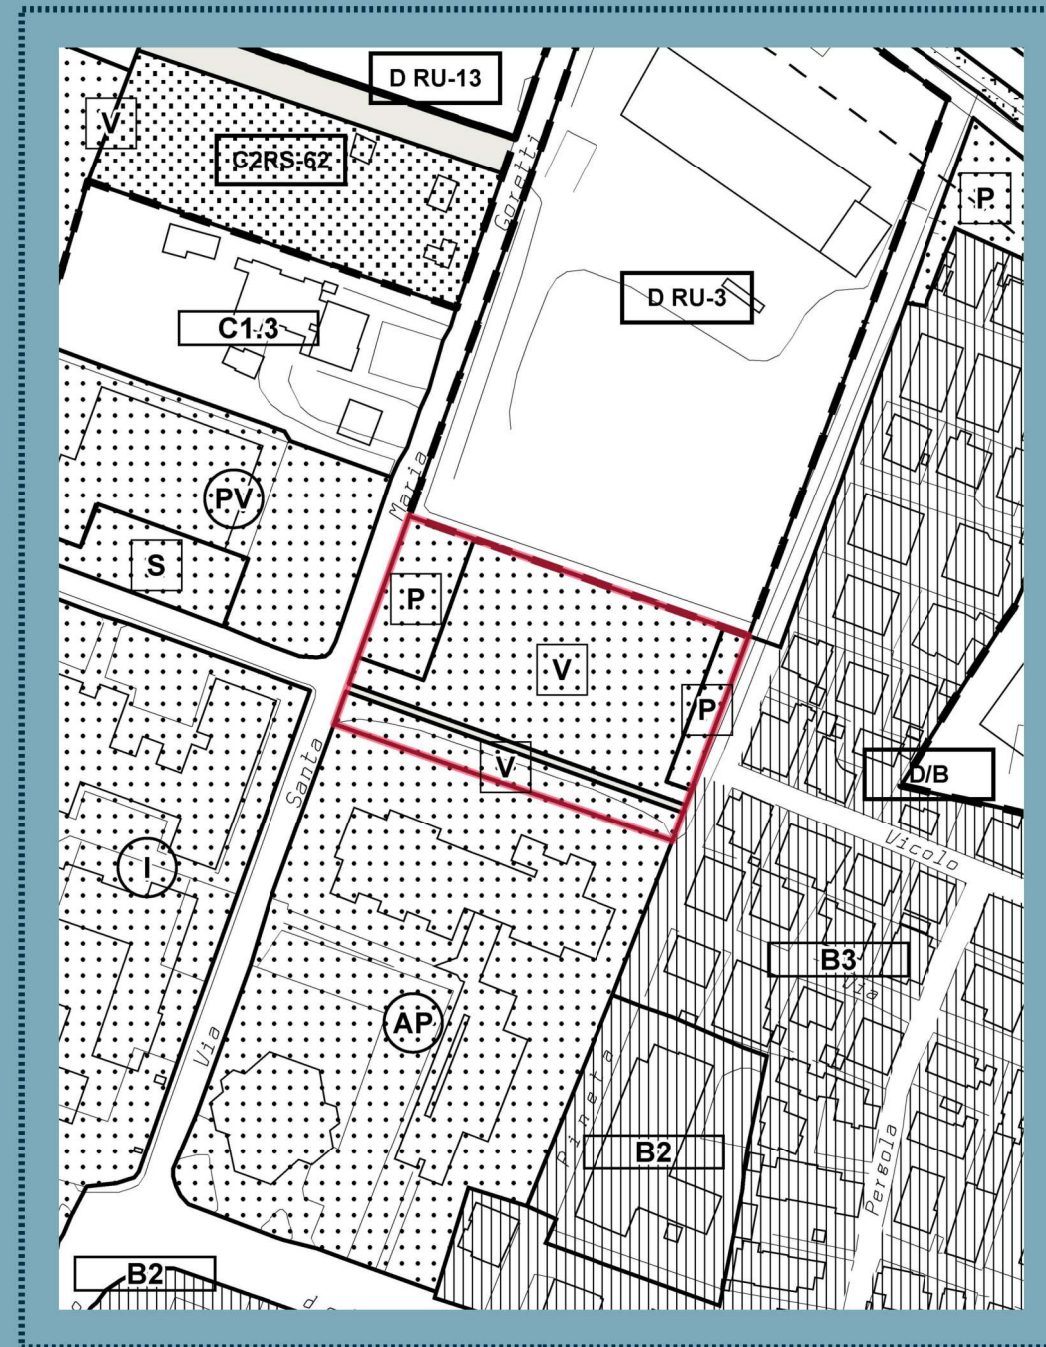 D RU-13
V
C2RS-62
Goretti
P
D RU-3
C1.3
Maria
PV
S
P
V
P
V
Santa
D/B
Vicolo
I
B3
Via
AP
Via
Pineta
B2
Pergola
B2